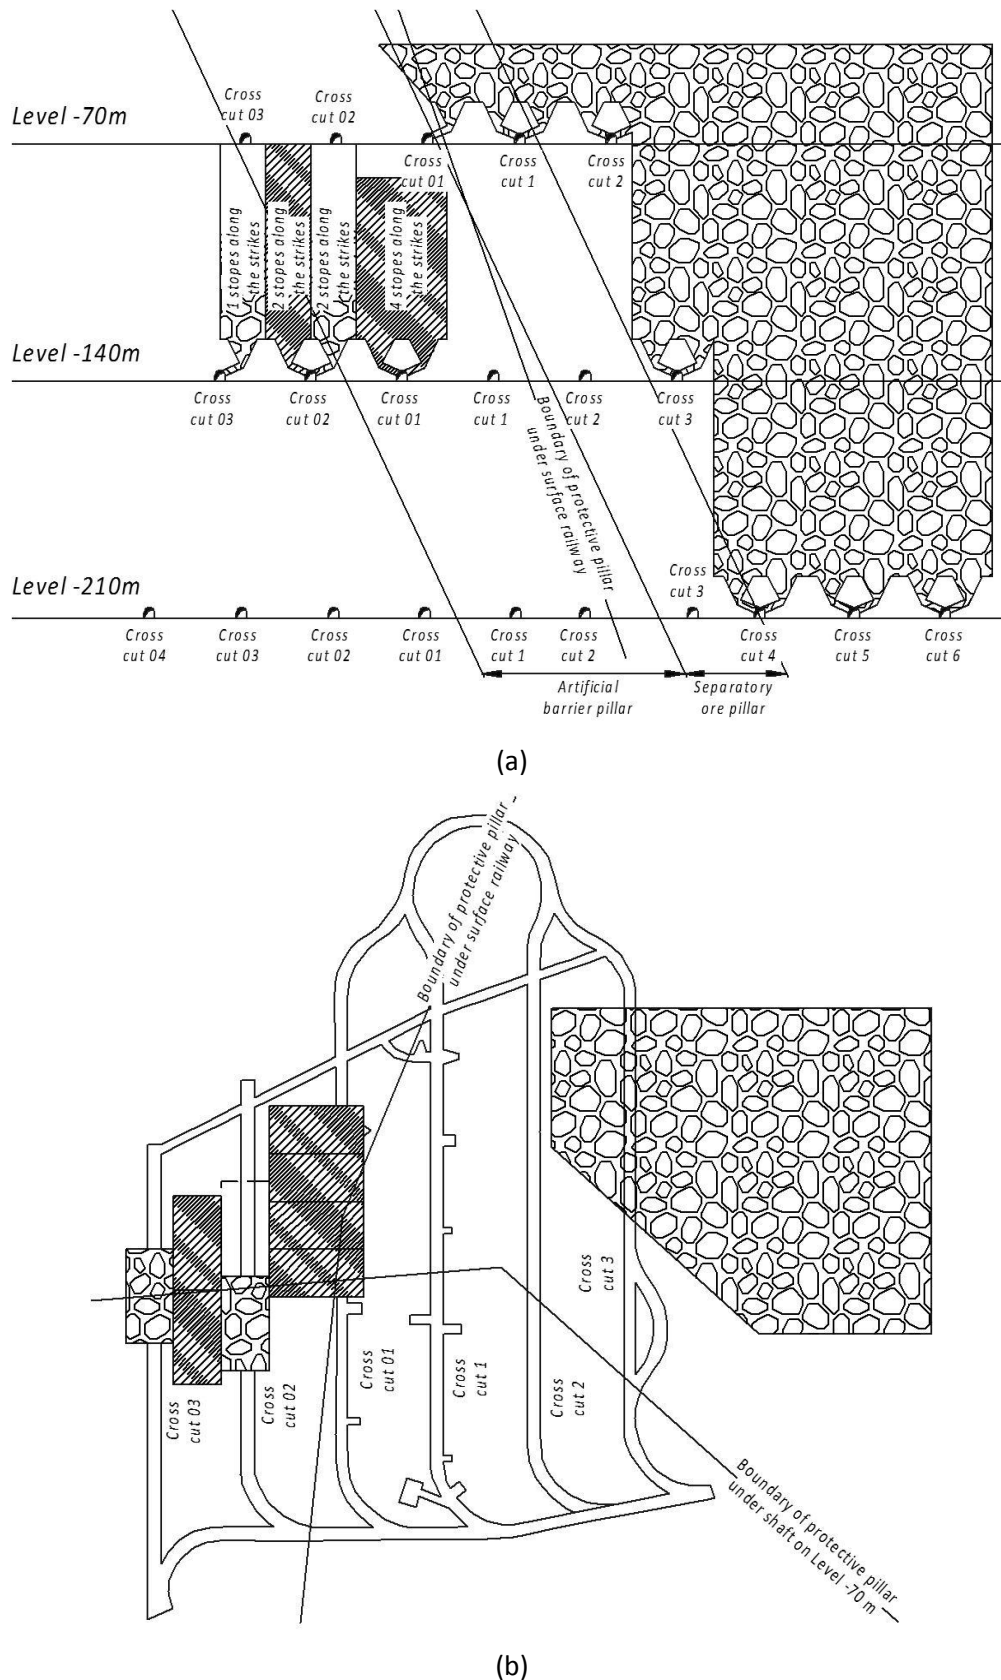 Level -70m
Cross
cut 03
Cross
cut 02
Cross
cut 01
Cross
cut 1
Cross
cut 2
1 stopes along
the strikes
2 stopes along
the strikes
2 stopes along
the strikes
4 stopes along
the strikes
Level -140m
Cross
cut 03
Cross
cut 02
Cross
cut 01
Cross
cut 1
Cross
cut 2
Cross
cut 3
Boundary of protective pillar
under surface railway
Level -210m
Cross
cut 3
Cross
cut 04
Cross
cut 03
Cross
cut 02
Cross
cut 01
Cross
cut 1
Cross
cut 2
Cross
cut 4
Cross
cut 5
Cross
cut 6
Artificial
barrier pillar
Separatory
ore pillar
(a)
Boundary of protective pillar
under surface railway
Cross
cut 03
Cross
cut 02
Cross
cut 01
Cross
cut 1
Cross
cut 2
Cross
cut 3
Boundary of protective pillar
under shaft on Level -70 m
(b)